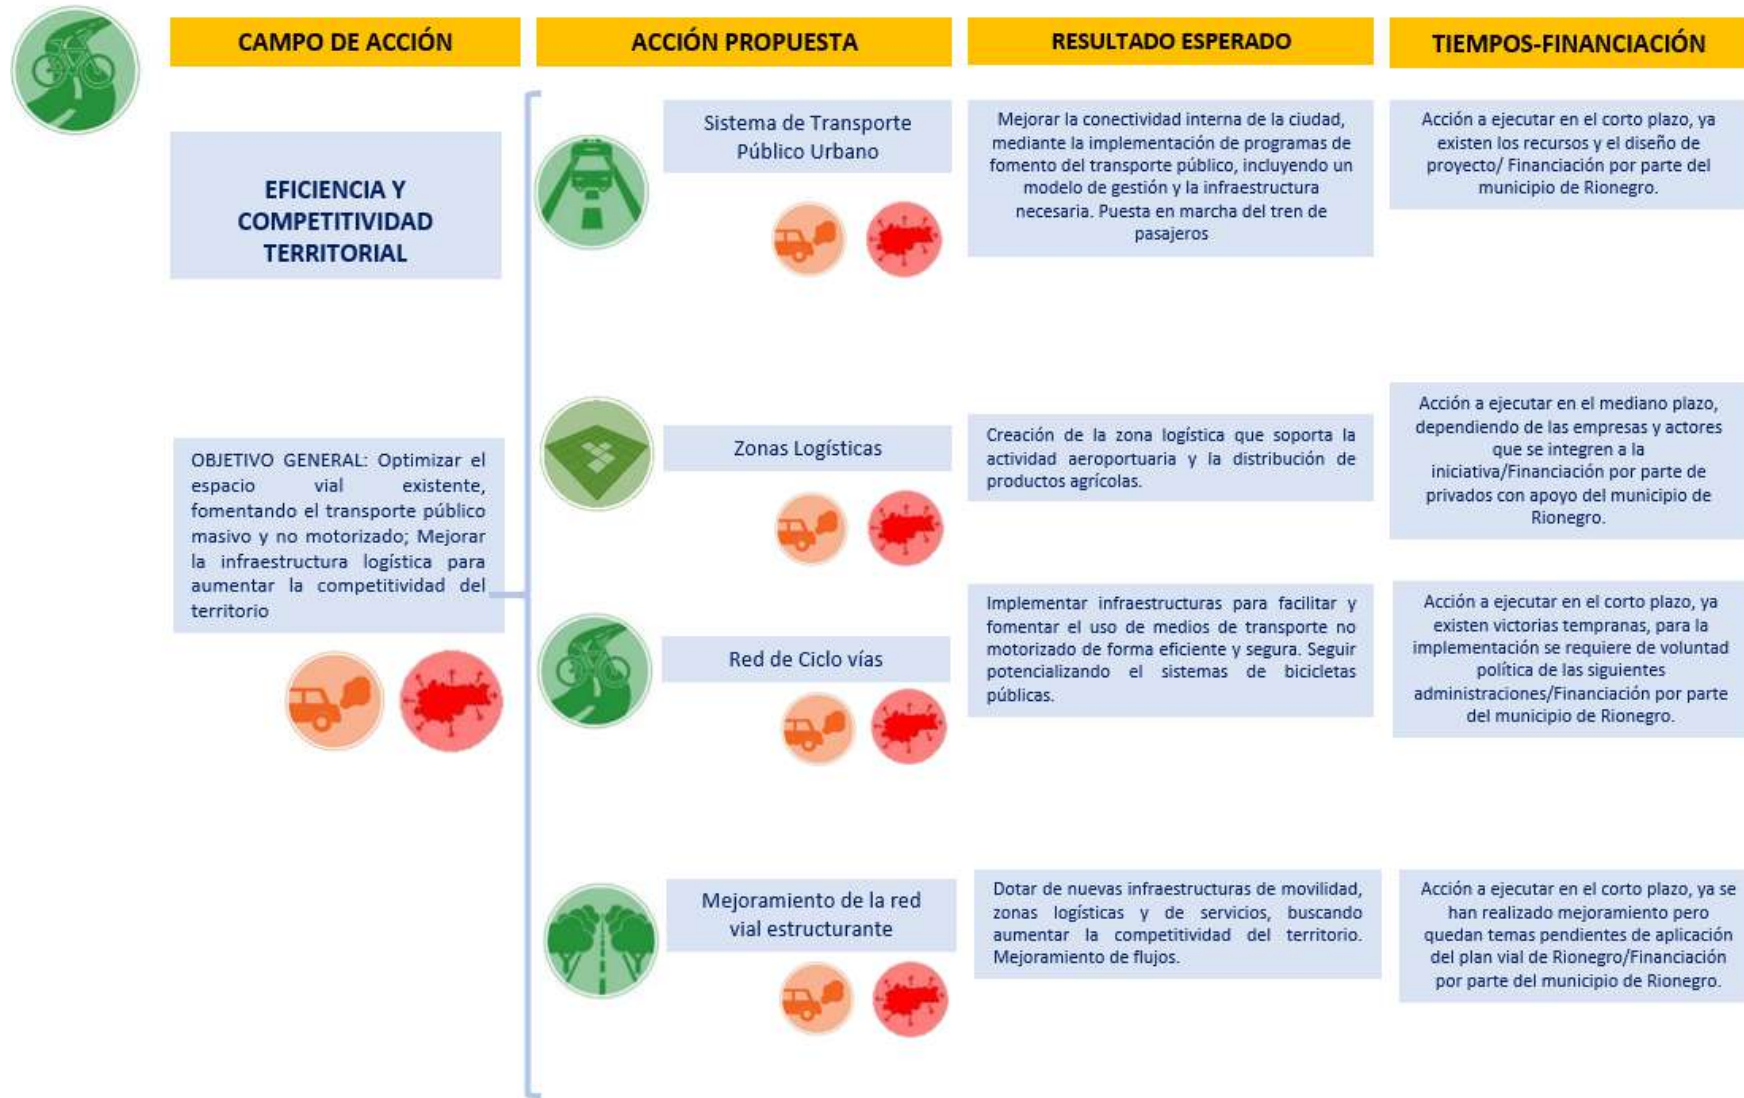 CAMPO DE ACCIÓN
ACCIÓN PROPUESTA
RESULTADO ESPERADO
TIEMPOS-FINANCIACIÓN
EFICIENCIA Y
COMPETITIVIDAD
TERRITORIAL
OBJETIVO GENERAL: Optimizar el
espacio vial existente,
fomentando el transporte público
masivo y no motorizado; Mejorar
la infraestructura logística para
aumentar la competitividad del
territorio
Sistema de Transporte
Público Urbano
Mejorar la conectividad interna de la ciudad,
mediante la implementación de programas de
fomento del transporte público, incluyendo un
modelo de gestión y la infraestructura
necesaria. Puesta en marcha del tren de
pasajeros
Acción a ejecutar en el corto plazo, ya
existen los recursos y el diseño de
proyecto/ Financiación por parte del
municipio de Rionegro.
Zonas Logísticas
Creación de la zona logística que soporta la
actividad aeroportuaria y la distribución de
productos agrícolas.
Acción a ejecutar en el mediano plazo,
dependiendo de las empresas y actores
que se integren a la
iniciativa/Financiación por parte de
privados con apoyo del municipio de
Rionegro.
Red de Ciclo vías
Implementar infraestructuras para facilitar y
fomentar el uso de medios de transporte no
motorizado de forma eficiente y segura. Seguir
potencializando el sistemas de bicicletas
públicas.
Acción a ejecutar en el corto plazo, ya
existen victorias tempranas, para la
implementación se requiere de voluntad
política de las siguientes
administraciones/Financiación por parte
del municipio de Rionegro.
Mejoramiento de la red
vial estructurante
Dotar de nuevas infraestructuras de movilidad,
zonas logísticas y de servicios, buscando
aumentar la competitividad del territorio.
Mejoramiento de flujos.
Acción a ejecutar en el corto plazo, ya se
han realizado mejoramiento pero
quedan temas pendientes de aplicación
del plan vial de Rionegro/Financiación
por parte del municipio de Rionegro.